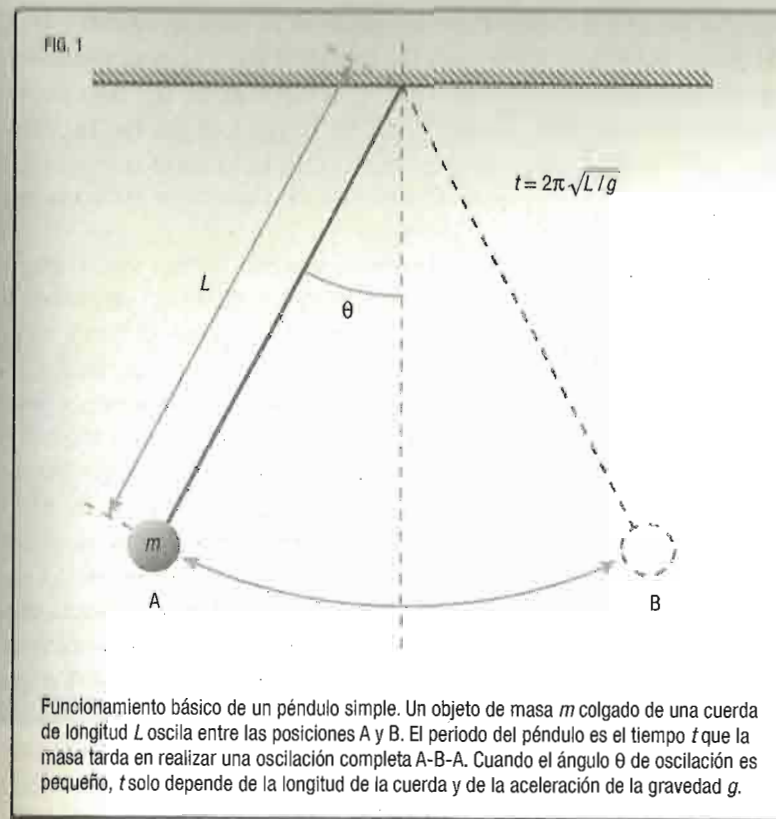 FIG. 1
t = 2π √L / g
L
θ
m
A
B
Funcionamiento básico de un péndulo simple. Un objeto de masa m colgado de una cuerda
de longitud L oscila entre las posiciones A y B. El periodo del péndulo es el tiempo t que la
masa tarda en realizar una oscilación completa A-B-A. Cuando el ángulo θ de oscilación es
pequeño, t solo depende de la longitud de la cuerda y de la aceleración de la gravedad g.